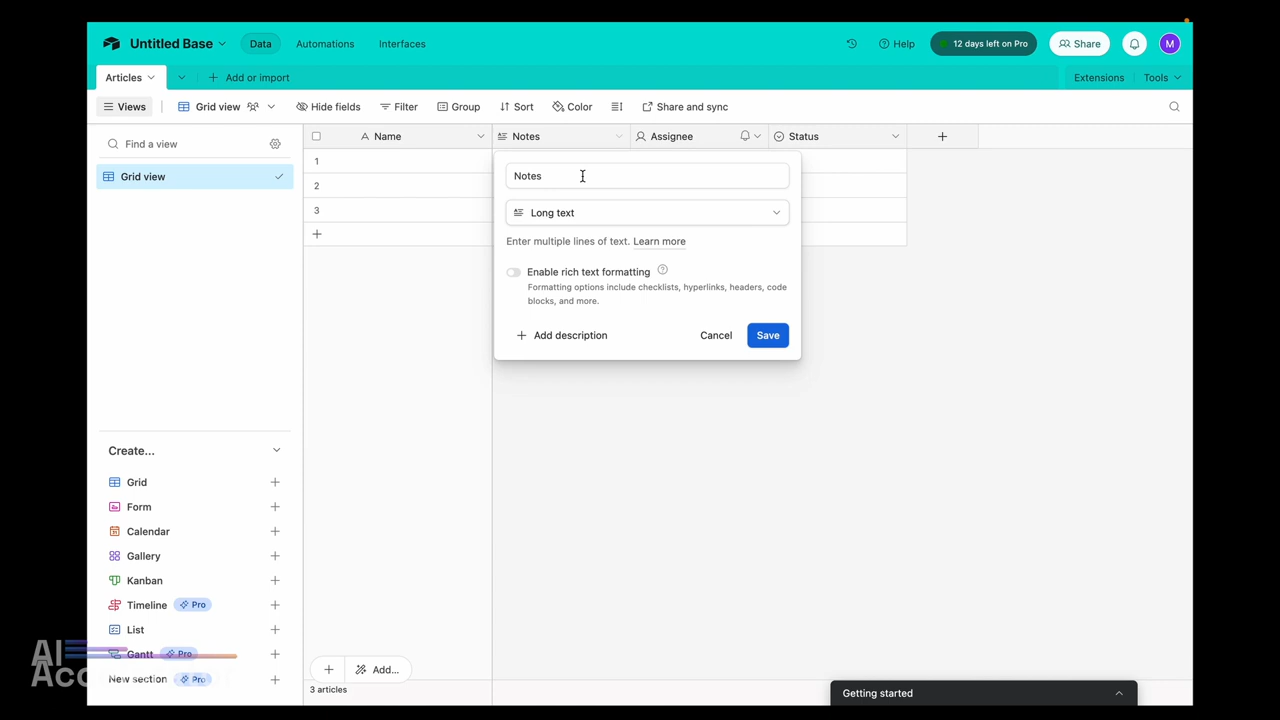 Untitled Base
Data
Automations
Interfaces
Help
12 days left on Pro
Share
M
Articles
Add or import
Extensions
Tools
Views
Grid view
Hide fields
Filter
Group
Sort
Color
Share and sync
Find a view
Grid view
Name
Notes
Assignee
Status
1
2
3
Notes
Long text
Enter multiple lines of text. Learn more
Enable rich text formatting
Formatting options include checklists, hyperlinks, headers, code
blocks, and more.
Add description
Cancel
Save
Create...
Grid
Form
Calendar
Gallery
Kanban
Timeline
Pro
List
Gantt
Pro
New section
Pro
AI
Add...
3 articles
Getting started